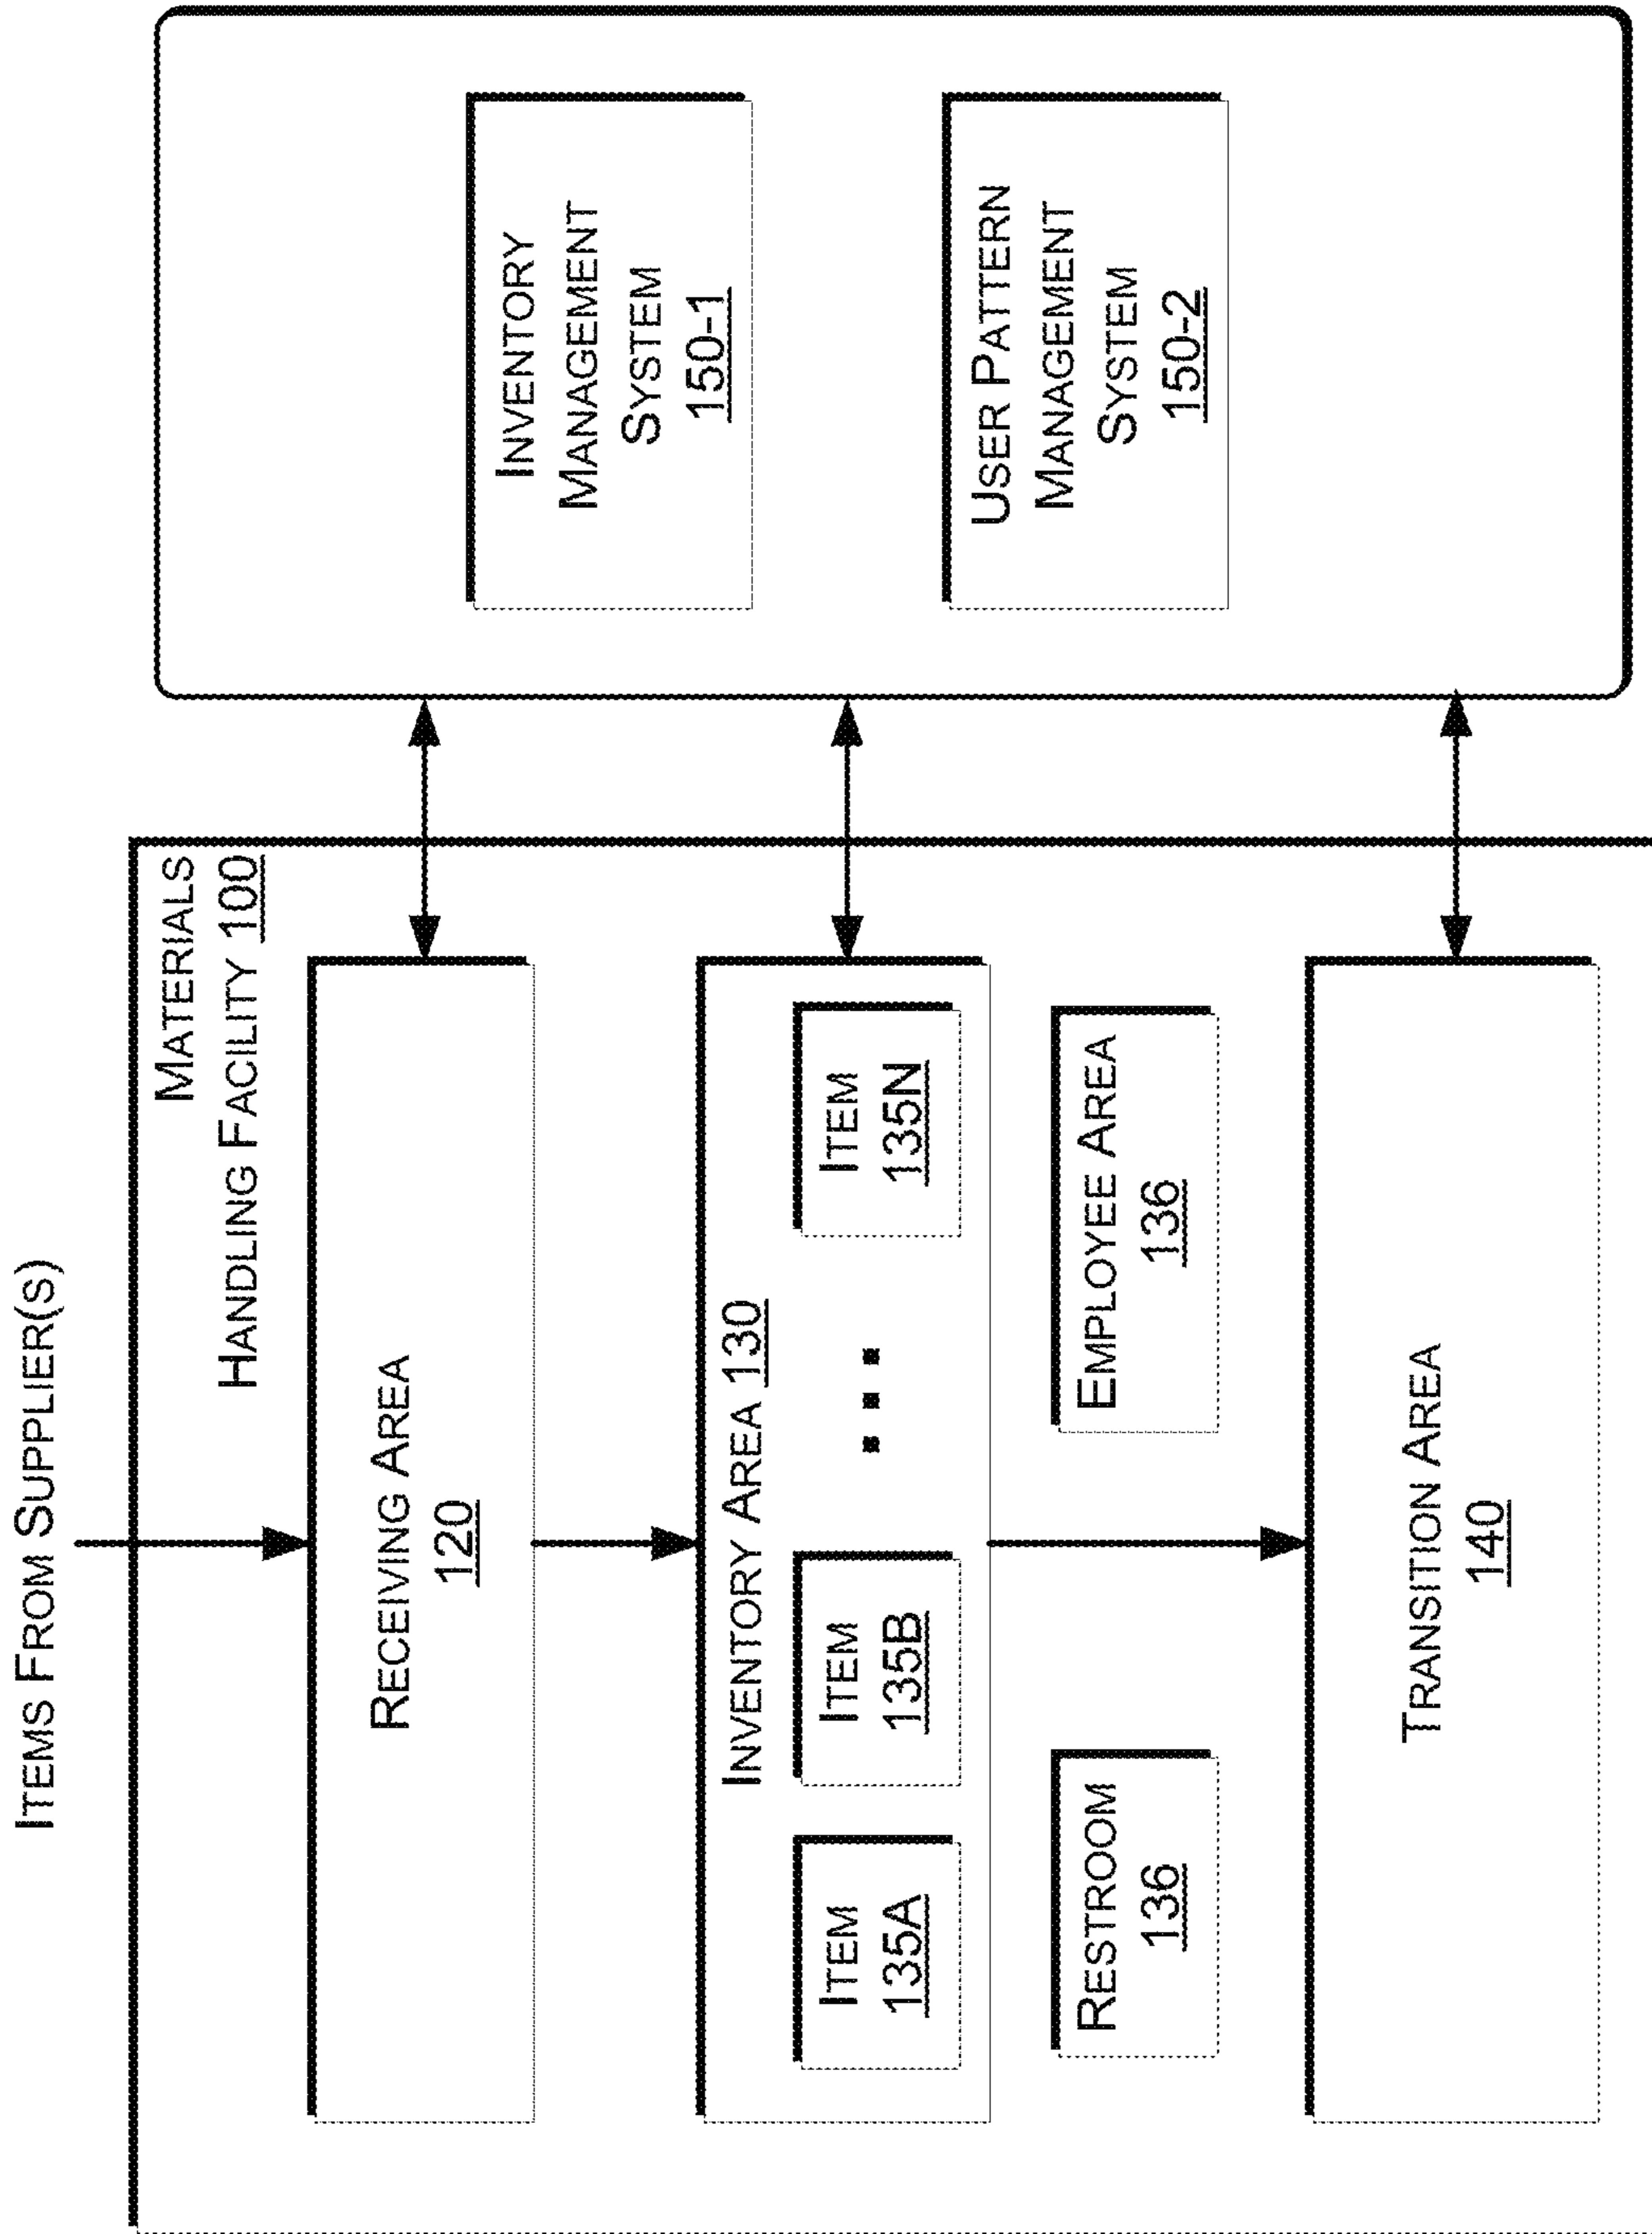 ITEMS FROM SUPPLIER(S)
MATERIALS
HANDLING FACILITY 100
RECEIVING AREA
120
INVENTORY AREA 130
ITEM
135A
ITEM
135B
ITEM
135N
RESTROOM
136
EMPLOYEE AREA
136
TRANSITION AREA
140
INVENTORY
MANAGEMENT
SYSTEM
150-1
USER PATTERN
MANAGEMENT
SYSTEM
150-2